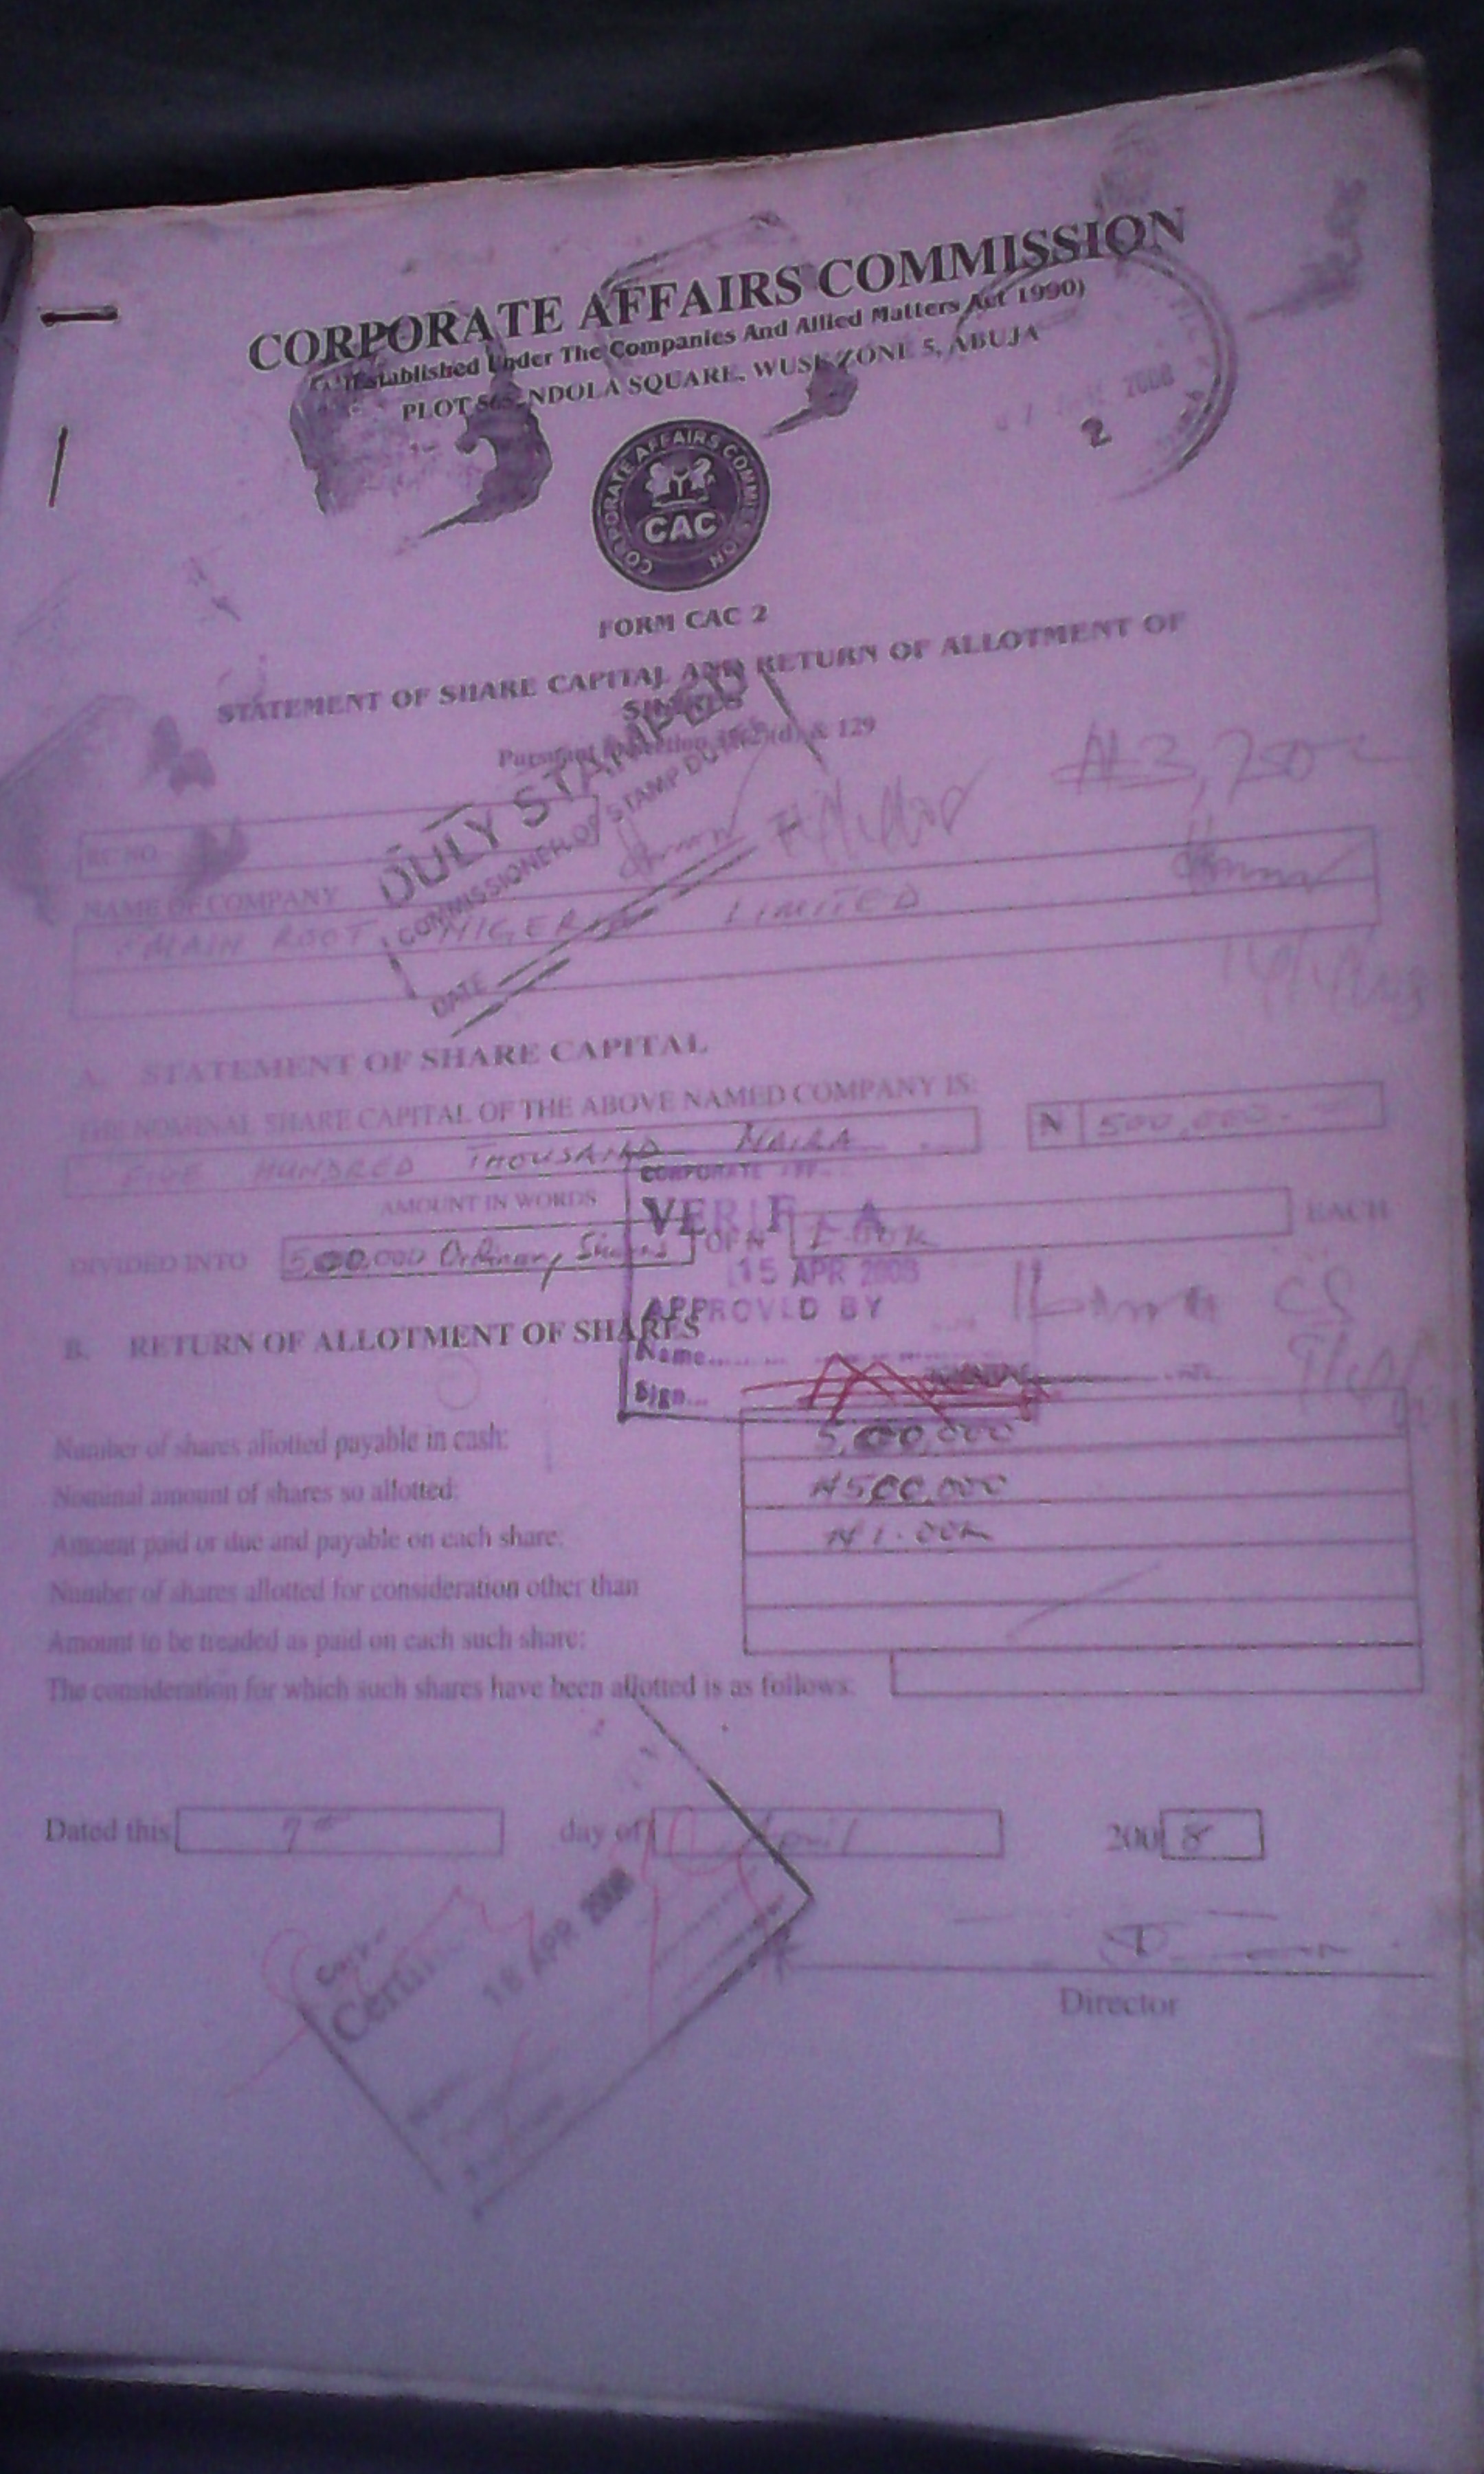 CORPORATE AFFAIRS COMMISSION
(Established Under The Companies And Allied Matters Act 1990)
PLOT 565, NDOLA SQUARE, WUSE ZONE 5, ABUJA
2008
2
CORPORATE AFFAIRS COMMISSION
CAC
FORM CAC 2
STATEMENT OF SHARE CAPITAL AND RETURN OF ALLOTMENT OF
SHARES
Pursuant to section 35(2)(d) & 129
DULY STAMPED
COMMISSIONER OF STAMP DUTIES
DATE
₦3,750
RC NO
NAME OF COMPANY
MAIN ROOT NIGERIA LIMITED
A. STATEMENT OF SHARE CAPITAL
THE NOMINAL SHARE CAPITAL OF THE ABOVE NAMED COMPANY IS:
FIVE HUNDRED THOUSAND NAIRA
N 500,000.
AMOUNT IN WORDS
DIVIDED INTO 500,000 Ordinary Shares OF N 1.00k EACH
CORPORATE
15 APR 2008
APPROVED BY
Name
Sign
B. RETURN OF ALLOTMENT OF SHARES
Number of shares allotted payable in cash: 500,000
Nominal amount of shares so allotted: ₦500,000
Amount paid or due and payable on each share: ₦1.00k
Number of shares allotted for consideration other than
Amount to be treaded as paid on each such share:
The consideration for which such shares have been allotted is as follows:
Dated this 7th day of April 2008
APR 2008
Director